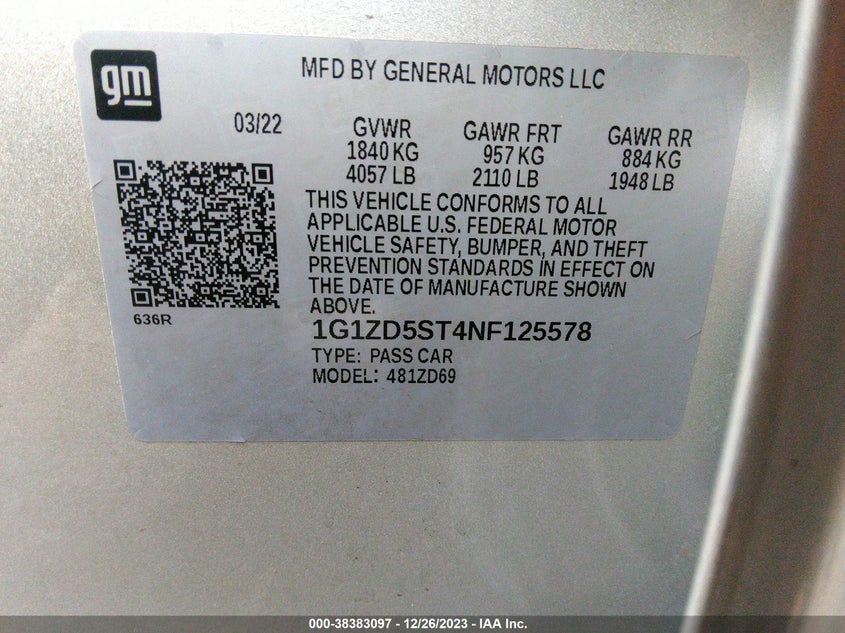 gm
MFD BY GENERAL MOTORS LLC
03/22
GVWR
1840 KG
4057 LB
GAWR FRT
957 KG
2110 LB
GAWR RR
884 KG
1948 LB
THIS VEHICLE CONFORMS TO ALL
APPLICABLE U.S. FEDERAL MOTOR
VEHICLE SAFETY, BUMPER, AND THEFT
PREVENTION STANDARDS IN EFFECT ON
THE DATE OF MANUFACTURE SHOWN
ABOVE.
636R
1G1ZD5ST4NF125578
TYPE: PASS CAR
MODEL: 481ZD69
000-38383097 - 12/26/2023 - IAA Inc.